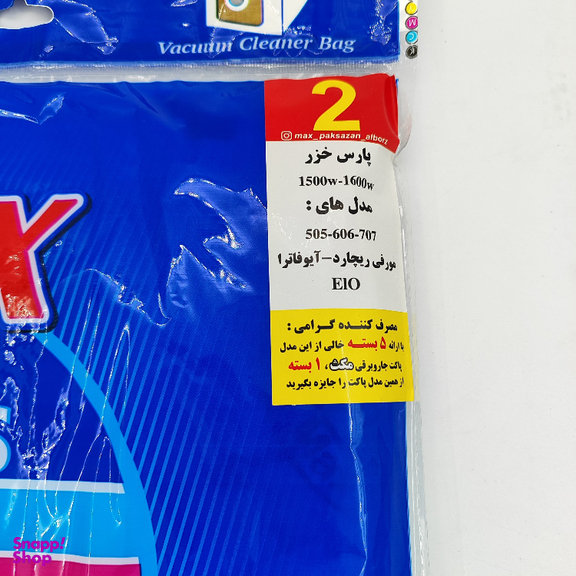 Vacuum Cleaner Bag
M
2
max_paksazan_alborz
پارس خزر
1500w-1600w
مدل های :
505-606-707
مورفی ریچارد-آیوفاترا
EIO
مصرف کننده گرامی :
با ارائه ۵ بسته خالی از این مدل
پاکت جاروبرقی مکث، ۱ بسته
از همین مدل پاکت را جایزه بگیرید
X
S
Snapp!
Shop